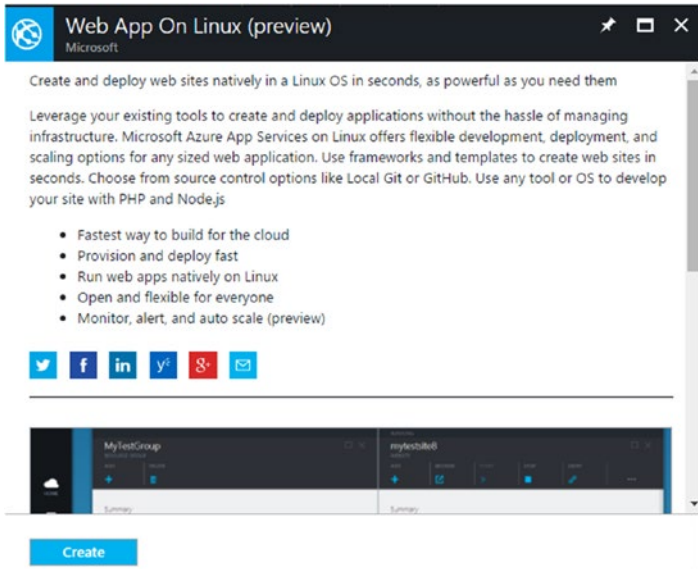 Web App On Linux (preview)
Microsoft
Create and deploy web sites natively in a Linux OS in seconds, as powerful as you need them
Leverage your existing tools to create and deploy applications without the hassle of managing
infrastructure. Microsoft Azure App Services on Linux offers flexible development, deployment, and
scaling options for any sized web application. Use frameworks and templates to create web sites in
seconds. Choose from source control options like Local Git or GitHub. Use any tool or OS to develop
your site with PHP and Node.js
• Fastest way to build for the cloud
• Provision and deploy fast
• Run web apps natively on Linux
• Open and flexible for everyone
• Monitor, alert, and auto scale (preview)
MyTestGroup
mytestsite8
Summary
Summary
Create